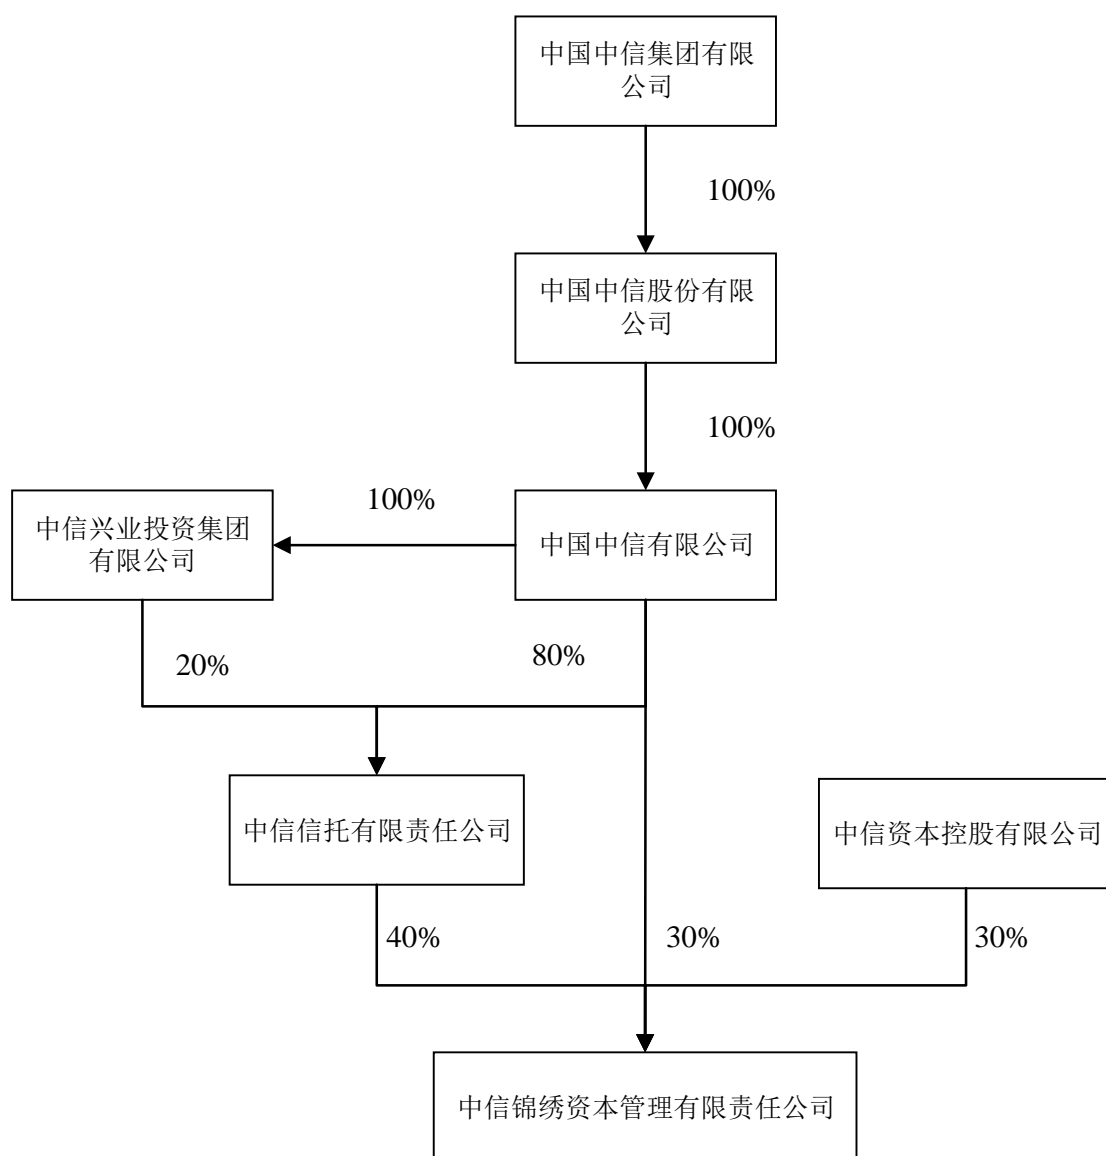 中国中信集团有限
公司
100%
中国中信股份有限
公司
100%
中信兴业投资集团
有限公司
100%
中国中信有限公司
20%
80%
中信信托有限责任公司
中信资本控股有限公司
40%
30%
30%
中信锦绣资本管理有限责任公司